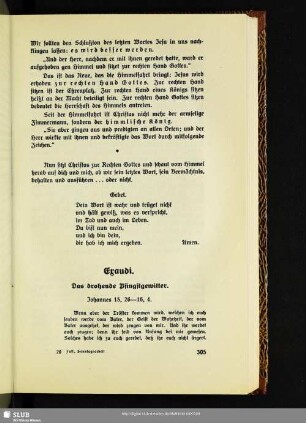 Wir sollten den Schlußton des letzten Wortes Jesu in uns nach-
klingen lassen: es wird besser werden.
„Und der Herr, nachdem er mit ihnen geredet hatte, ward er
aufgehoben gen Himmel und sitzt zur rechten Hand Gottes."
Das ist das Neue, das die Himmelfahrt bringt: Jesus wird
erhoben zur rechten Hand Gottes. Zur rechten Hand
sitzen ist der Ehrenplatz. Zur rechten Hand eines Königs sitzen
heißt an der Macht beteiligt sein. Zur rechten Hand Gottes sitzen
bedeutet die Herrschaft des Himmels antreten.
Seit der Himmelfahrt ist Christus nicht mehr der armselige
Zimmermann, sondern der himmlische König.
„Sie aber gingen aus und predigten an allen Orten; und der
Herr wirkte mit ihnen und bekräftigte das Wort durch mitfolgende
Zeichen."
*
Nun sitzt Christus zur Rechten Gottes und schaut vom Himmel
herab auf dich und mich, ob wir sein letztes Wort, sein Vermächtnis,
behalten und ausführen ... oder nicht.
Gebet.
Dein Wort ist wahr und trüget nicht
und hält gewiß, was es verspricht,
im Tod und auch im Leben.
Du bist nun mein,
und ich bin dein,
dir hab ich mich ergeben. Amen.
Exaudi.
Das drohende Pfingstgewitter.
Johannes 15, 26—16, 4.
Wenn aber der Tröster kommen wird, welchen ich euch
senden werde vom Vater, der Geist der Wahrheit, der vom
Vater ausgehet, der wird zeugen von mir. Und ihr werdet
auch zeugen; denn ihr seid von Anfang bei mir gewesen.
Solches habe ich zu euch geredet, daß ihr euch nicht ärgert.
20
305
SLUB